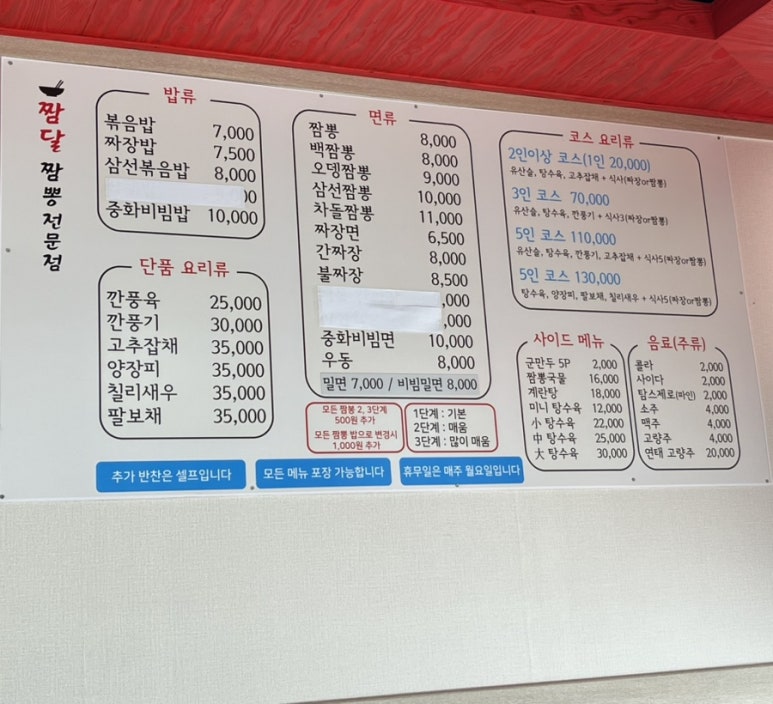 짬달 짬뽕전문점
밥류
볶음밥 7,000
짜장밥 7,500
삼선볶음밥 8,000
00
중화비빔밥 10,000
단품 요리류
깐풍육 25,000
깐풍기 30,000
고추잡채 35,000
양장피 35,000
칠리새우 35,000
팔보채 35,000
면류
짬뽕 8,000
백짬뽕 8,000
오뎅짬뽕 9,000
삼선짬뽕 10,000
차돌짬뽕 11,000
짜장면 6,500
간짜장 8,000
불짜장 8,500
,000
,000
중화비빔면 10,000
우동 8,000
밀면 7,000 / 비빔밀면 8,000
모든 짬뽕 2, 3단계
500원 추가
모든 짬뽕 밥으로 변경시
1,000원 추가
1단계 : 기본
2단계 : 매움
3단계 : 많이 매움
코스 요리류
2인이상 코스(1인 20,000)
유산슬, 탕수육, 고추잡채 + 식사(짜장or짬뽕)
3인 코스 70,000
유산슬, 탕수육, 깐풍기 + 식사3(짜장or짬뽕)
5인 코스 110,000
유산슬, 탕수육, 깐풍기, 고추잡채 + 식사5(짜장or짬뽕)
5인 코스 130,000
탕수육, 양장피, 팔보채, 칠리새우 + 식사5(짜장or짬뽕)
사이드 메뉴
군만두 5P 2,000
짬뽕국물 16,000
계란탕 18,000
미니 탕수육 12,000
小 탕수육 22,000
中 탕수육 25,000
大 탕수육 30,000
음료(주류)
콜라 2,000
사이다 2,000
탐스제로(파인) 2,000
소주 4,000
맥주 4,000
고량주 4,000
연태 고량주 20,000
추가 반찬은 셀프입니다
모든 메뉴 포장 가능합니다
휴무일은 매주 월요일입니다